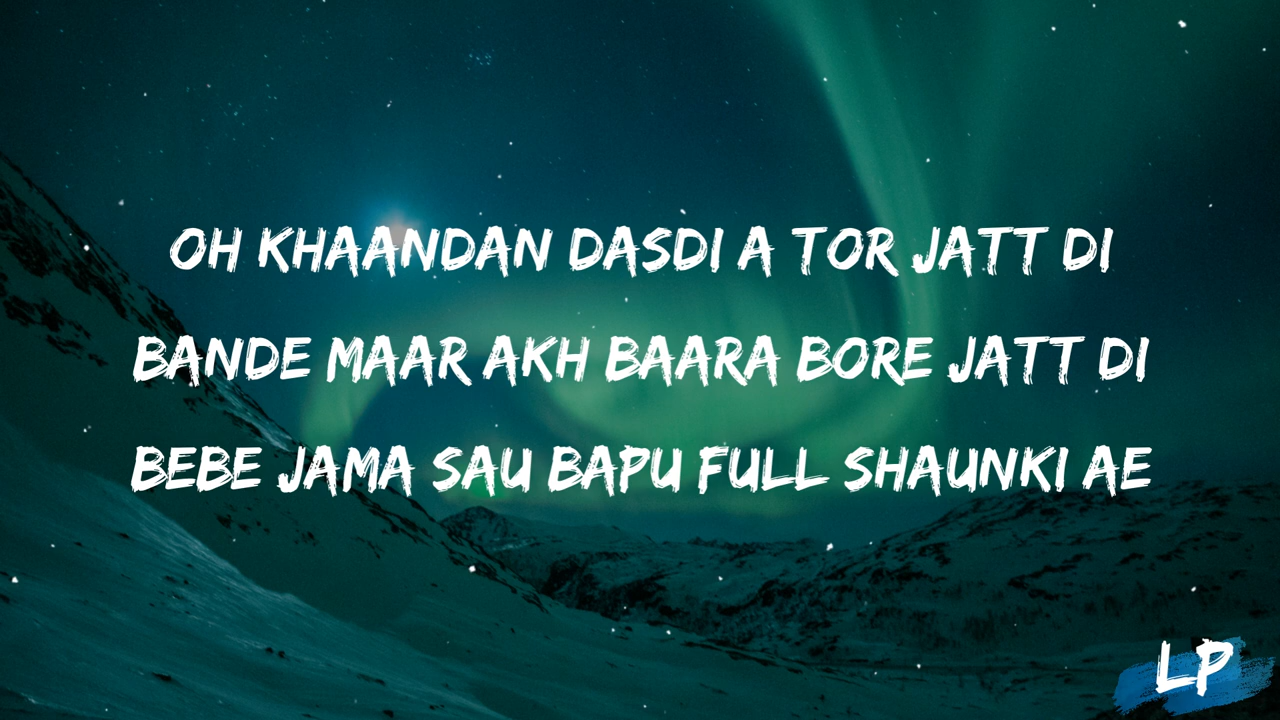 OH KHAANDAN DASDI A TOR JATT DI
BANDE MAAR AKH BAARA BORE JATT DI
BEBE JAMA SAU BAPU FULL SHAUNKI AE
LP